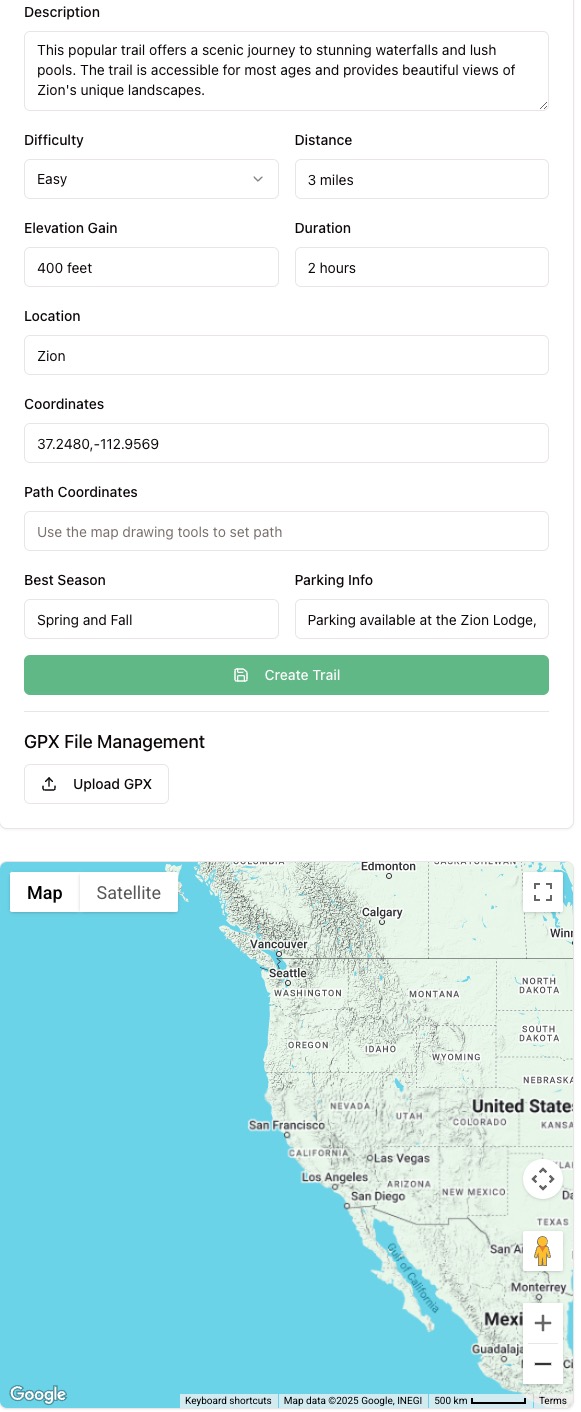 Description
This popular trail offers a scenic journey to stunning waterfalls and lush
pools. The trail is accessible for most ages and provides beautiful views of
Zion's unique landscapes.
Difficulty
Distance
Easy
3 miles
Elevation Gain
Duration
400 feet
2 hours
Location
Zion
Coordinates
37.2480,-112.9569
Path Coordinates
Use the map drawing tools to set path
Best Season
Parking Info
Spring and Fall
Parking available at the Zion Lodge,
Create Trail
GPX File Management
Upload GPX
Map
Satellite
Edmonton
Calgary
Vancouver
Seattle
WASHINGTON
MONTANA
NORTH
DAKOTA
SOUTH
DAKOTA
OREGON
IDAHO
WYOMING
NEBRASKA
NEVADA
UTAH
United States
COLORADO
KANSA
San Francisco
CALIFORNIA
Las Vegas
Los Angeles
ARIZONA
NEW MEXICO
San Diego
TEXAS
San A
Gulf of California
Monterrey
Mexi
Guadalaja
Google
Keyboard shortcuts
Map data ©2025 Google, INEGI
500 km
Terms